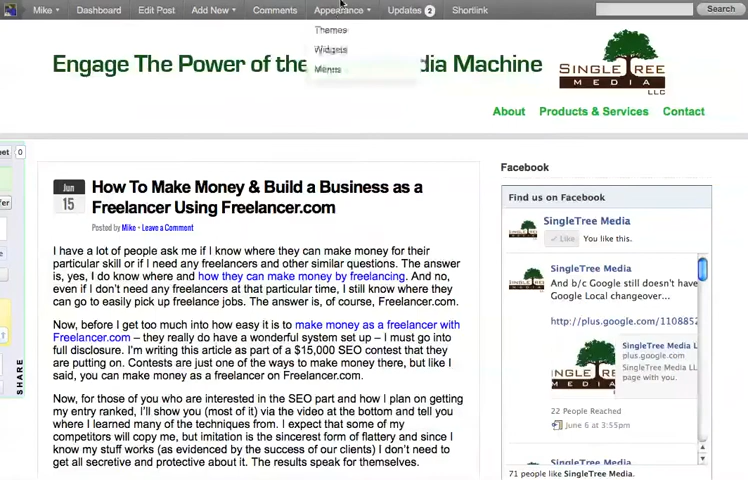 Mike Dashboard Edit Post Add New Comments Appearance Updates 2 Shortlink Search
Themes
Widgets
Menus
Engage The Power of the dia Machine
SINGLETREE
MEDIA
LLC
About Products & Services Contact
eet 0
SHARE
Jun
15
How To Make Money & Build a Business as a
Freelancer Using Freelancer.com
Posted by Mike • Leave a Comment
I have a lot of people ask me if I know where they can make money for their
particular skill or if I need any freelancers and other similar questions. The answer
is, yes, I do know where and how they can make money by freelancing. And no,
even if I don't need any freelancers at that particular time, I still know where they
can go to easily pick up freelance jobs. The answer is, of course, Freelancer.com.
Now, before I get too much into how easy it is to make money as a freelancer with
Freelancer.com – they really do have a wonderful system set up – I must go into
full disclosure. I'm writing this article as part of a $15,000 SEO contest that they
are putting on. Contests are just one of the ways to make money there, but like I
said, you can make money as a freelancer on Freelancer.com.
Now, for those of you who are interested in the SEO part and how I plan on getting
my entry ranked, I'll show you (most of it) via the video at the bottom and tell you
where I learned many of the techniques from. I expect that some of my
competitors will copy me, but imitation is the sincerest form of flattery and since I
know my stuff works (as evidenced by the success of our clients) I don't need to
get all secretive and protective about it. The results speak for themselves.
Facebook
Find us on Facebook
SingleTree Media
Like You like this.
SingleTree Media
And b/c Google still doesn't have
Google Local changeover...
http://plus.google.com/1108852
SingleTree Media LL
plus.google.com
SingleTree Media LL
page with you.
22 People Reached
June 6 at 3:55pm
SingleTree Media
71 people like SingleTree Media.